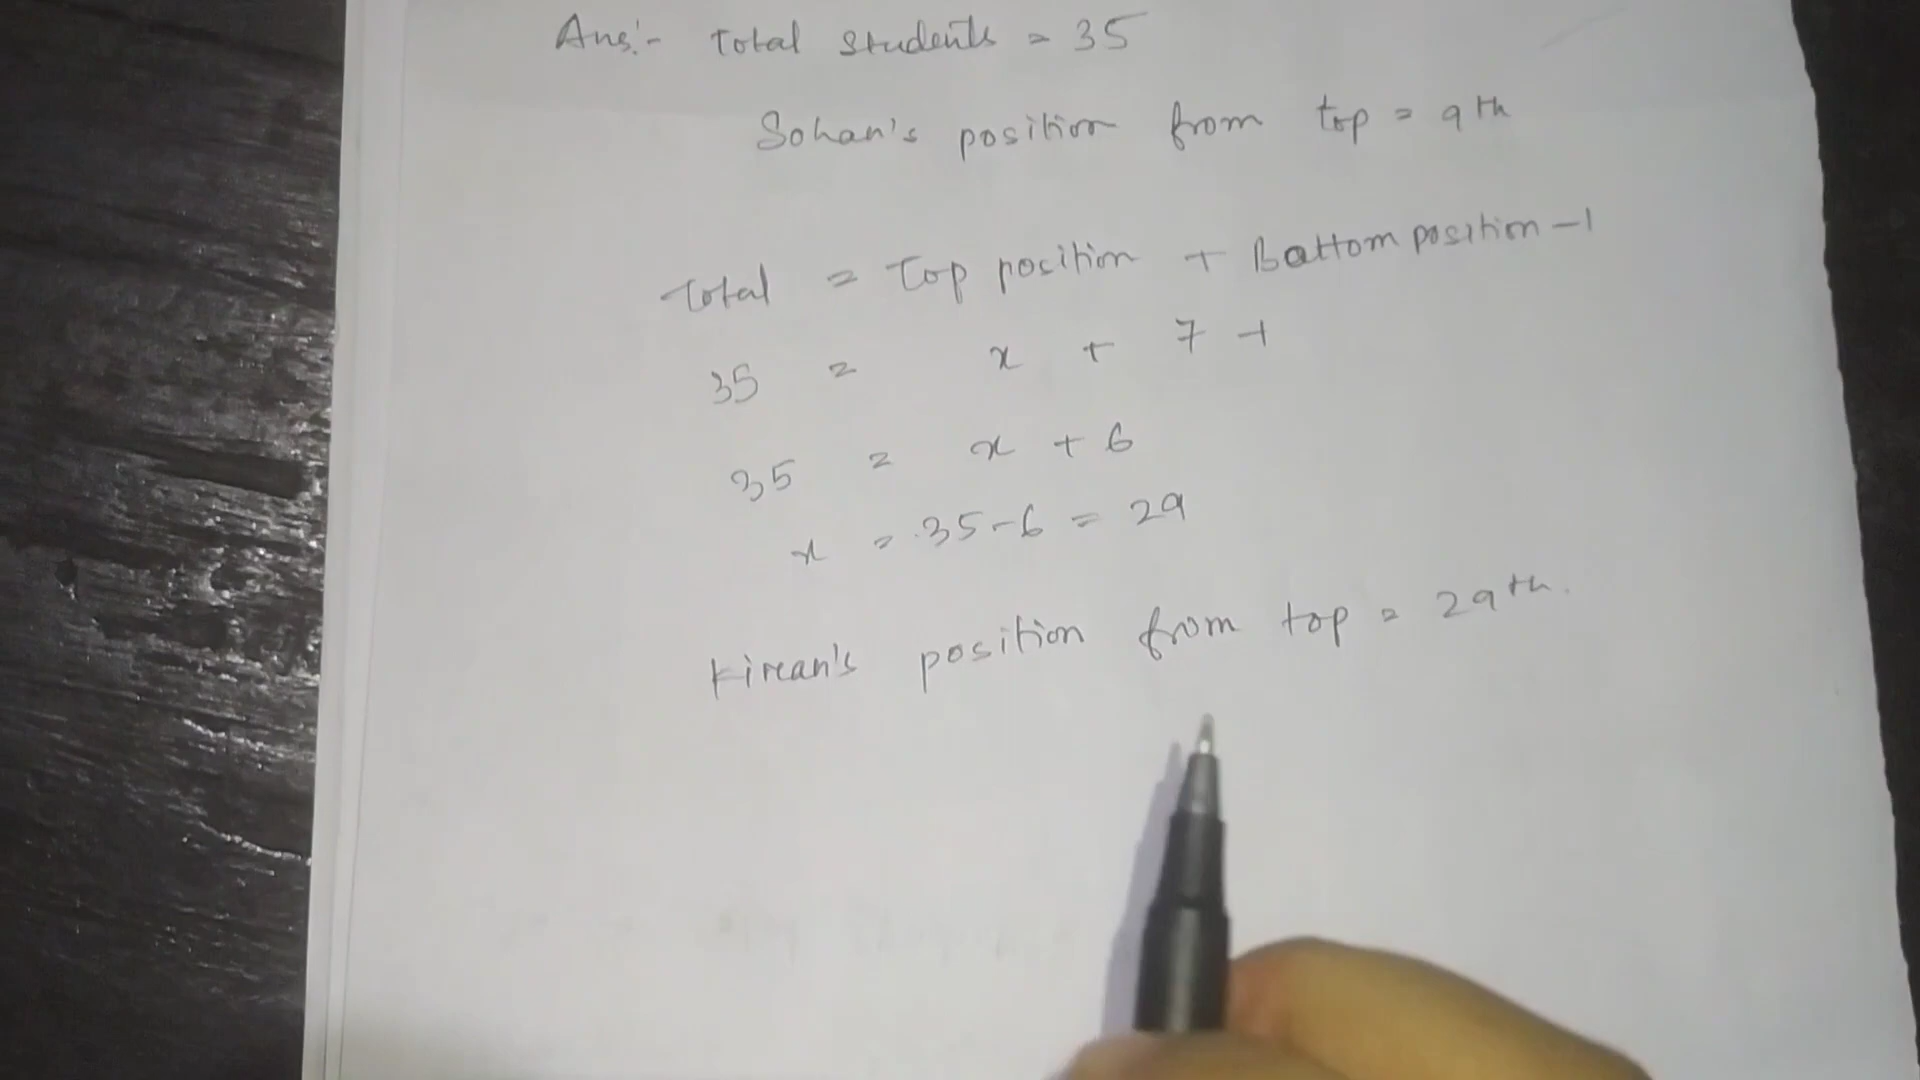 Ans:- Total students = 35
Sohan's position from top = 9th
Total = Top position + Bottom position - 1
35 = x + 7 - 1
35 = x + 6
x = 35 - 6 = 29
Kiran's position from top = 29th.